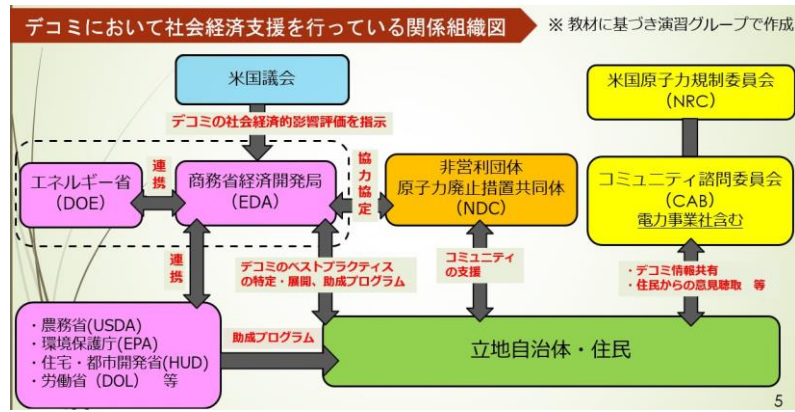 デコミにおいて社会経済支援を行っている関係組織図
※ 教材に基づき演習グループで作成
米国議会
米国原子力規制委員会
（NRC）
デコミの社会経済的影響評価を指示
エネルギー省
（DOE）
連携
商務省経済開発局
（EDA）
協力協定
非営利団体
原子力廃止措置共同体
（NDC）
コミュニティ諮問委員会
（CAB）
電力事業社含む
連携
デコミのベストプラクティス
の特定・展開、助成プログラム
コミュニティ
の支援
・デコミ情報共有
・住民からの意見聴取　等
・農務省(USDA)
・環境保護庁(EPA)
・住宅・都市開発省(HUD)
・労働省（DOL）　等
助成プログラム
立地自治体・住民
5